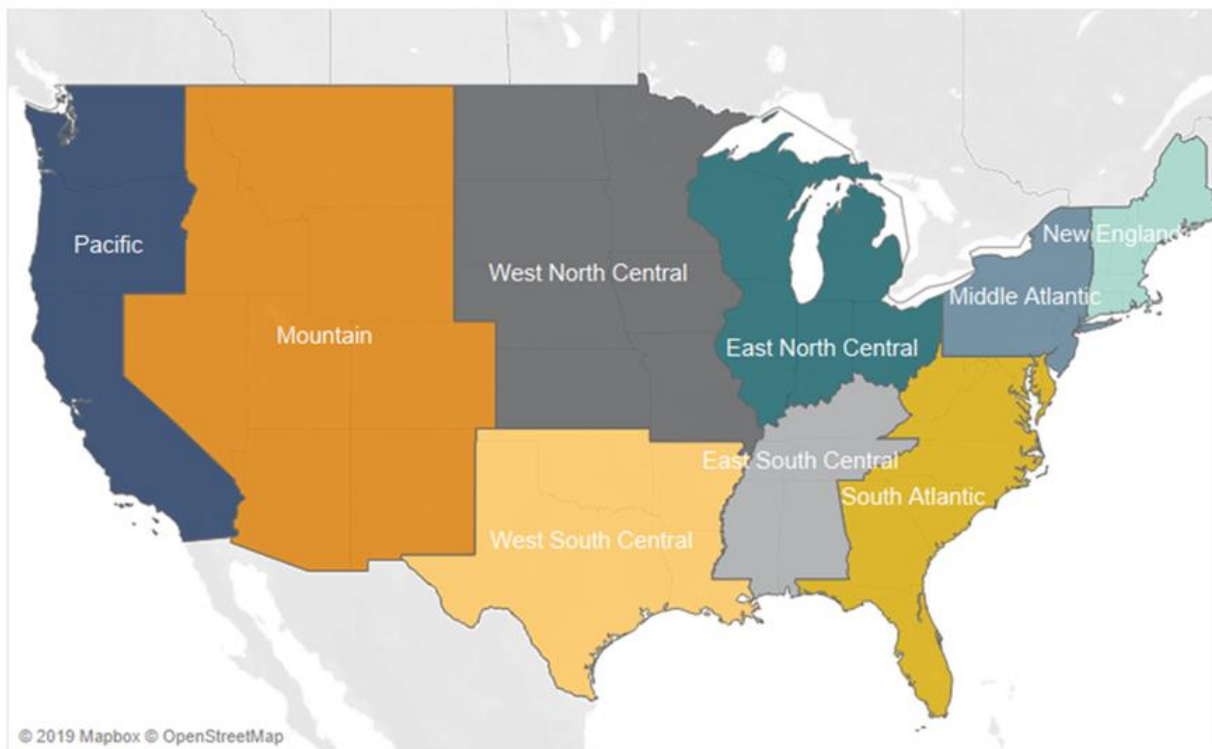 New England
Pacific
West North Central
Middle Atlantic
Mountain
East North Central
East South Central
South Atlantic
West South Central
© 2019 Mapbox © OpenStreetMap